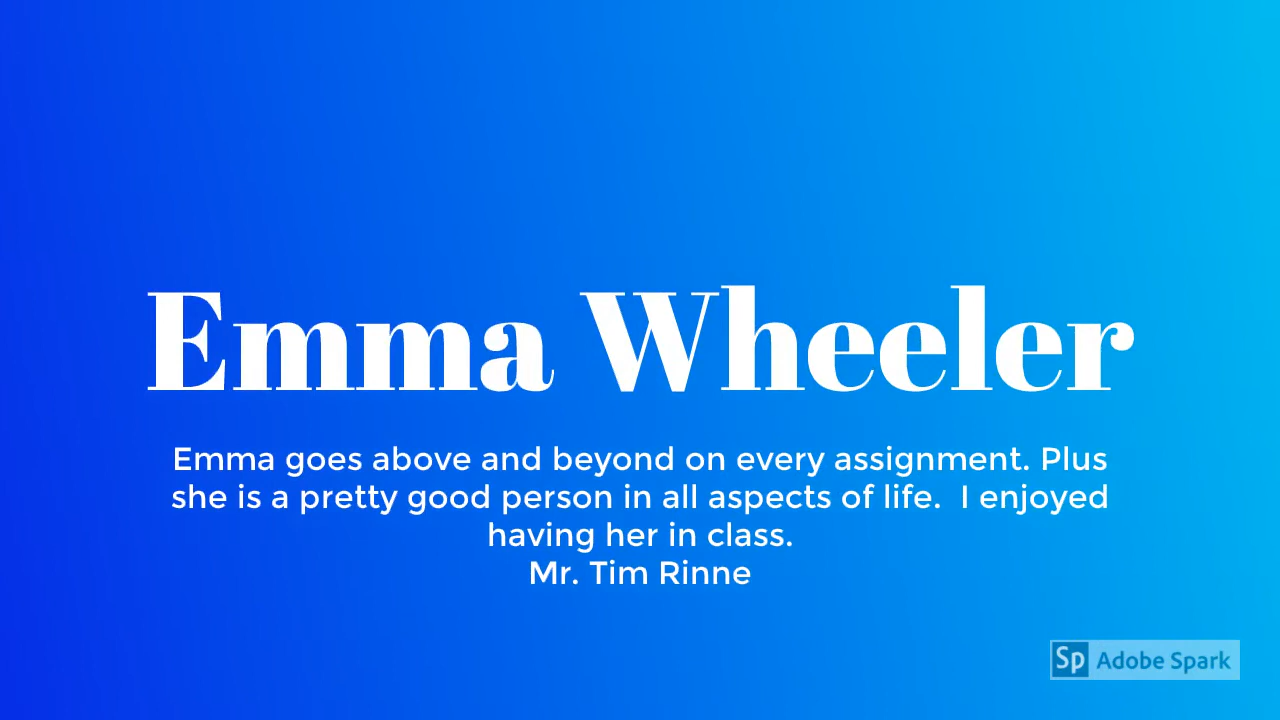 Emma Wheeler
Emma goes above and beyond on every assignment. Plus
she is a pretty good person in all aspects of life.  I enjoyed
having her in class.
Mr. Tim Rinne
Sp Adobe Spark